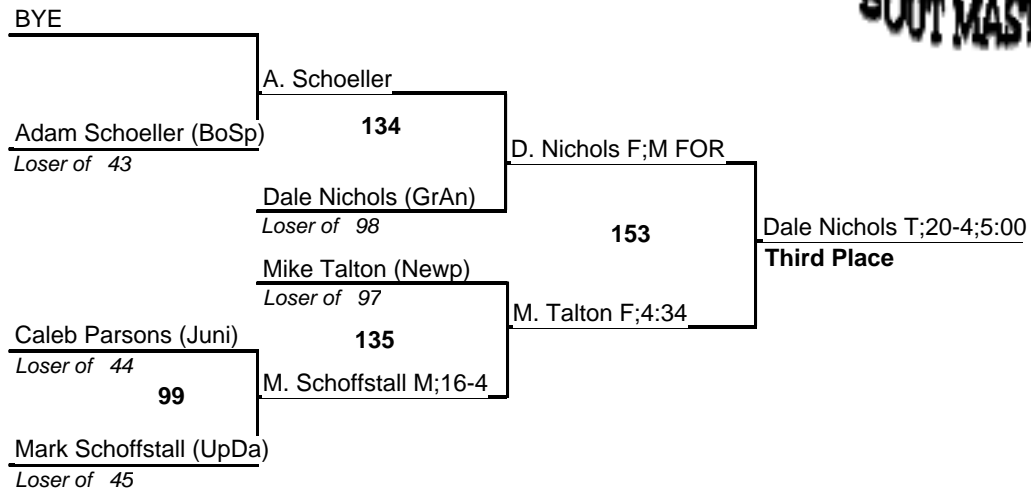 BYE
OUT MAST
A. Schoeller
134
Adam Schoeller (BoSp)
Loser of 43
D. Nichols F;M FOR
Dale Nichols (GrAn)
Loser of 98
153
Dale Nichols T;20-4;5:00
Third Place
Mike Talton (Newp)
Loser of 97
M. Talton F;4:34
135
Caleb Parsons (Juni)
Loser of 44
M. Schoffstall M;16-4
99
Mark Schoffstall (UpDa)
Loser of 45